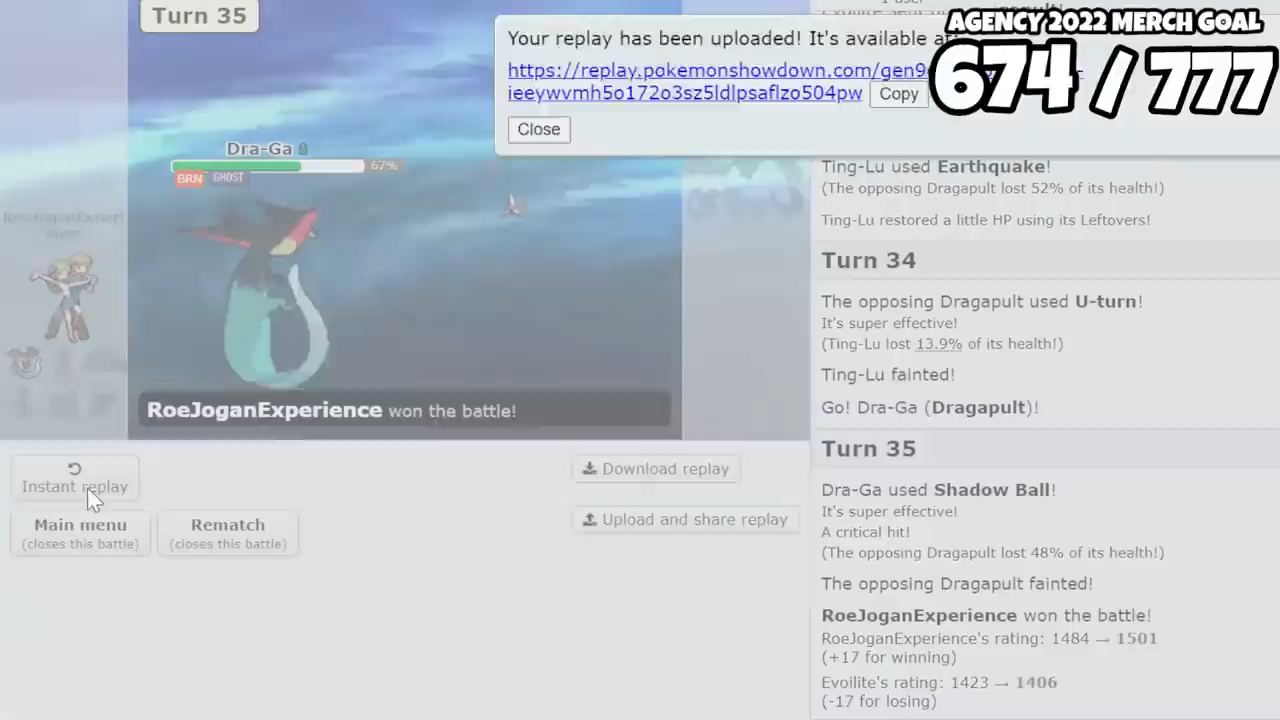 Turn 35
Your replay has been uploaded! It's available at
https://replay.pokemonshowdown.com/gen9
ieeywvmh5o172o3sz5ldlpsaflzo504pw Copy
Close
AGENCY 2022 MERCH GOAL
674 / 777
Dra-Ga
67%
BRN GHOST
RoeJoganExperience won the battle!
Instant replay
Main menu
(closes this battle)
Rematch
(closes this battle)
Download replay
Upload and share replay
Ting-Lu used Earthquake!
(The opposing Dragapult lost 52% of its health!)
Ting-Lu restored a little HP using its Leftovers!
Turn 34
The opposing Dragapult used U-turn!
It's super effective!
(Ting-Lu lost 13.9% of its health!)
Ting-Lu fainted!
Go! Dra-Ga (Dragapult)!
Turn 35
Dra-Ga used Shadow Ball!
It's super effective!
A critical hit!
(The opposing Dragapult lost 48% of its health!)
The opposing Dragapult fainted!
RoeJoganExperience won the battle!
RoeJoganExperience's rating: 1484 → 1501
(+17 for winning)
Evoilite's rating: 1423 → 1406
(-17 for losing)